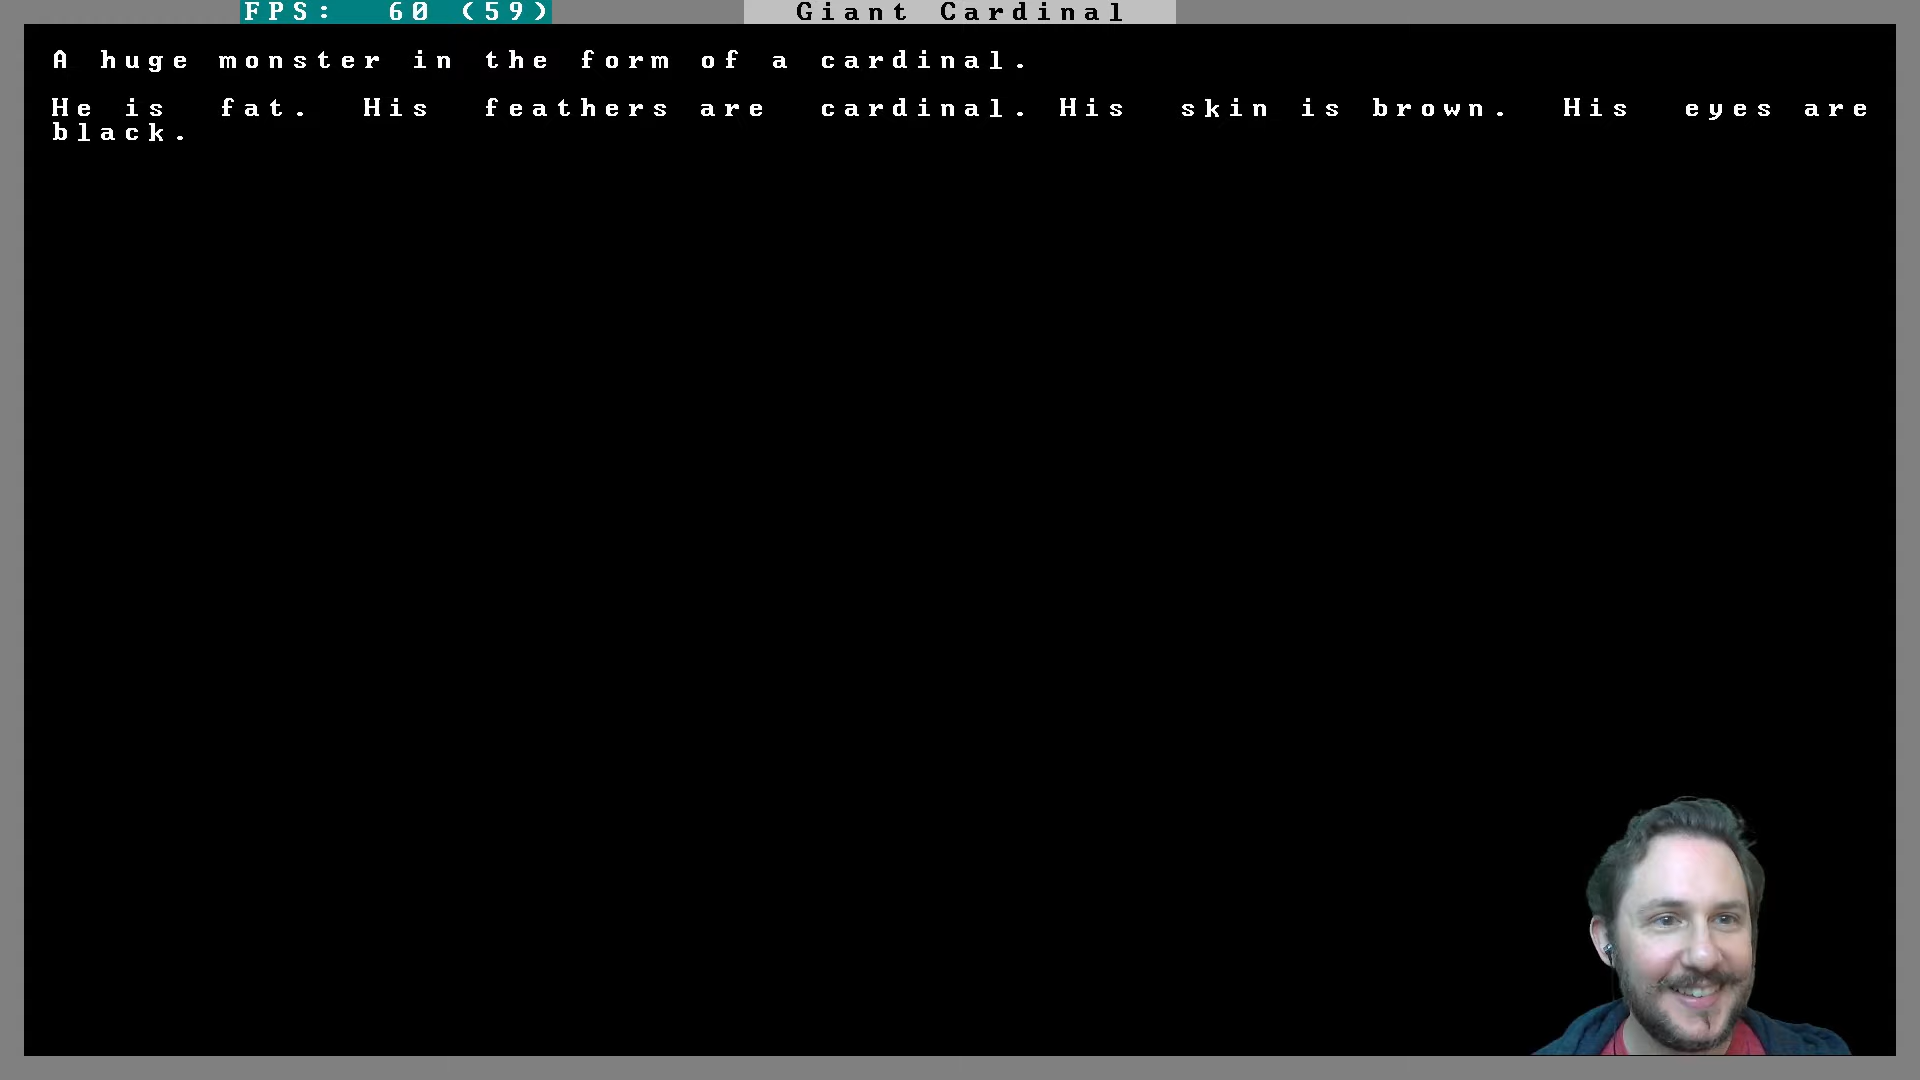 FPS: 60 (59)
Giant Cardinal
A huge monster in the form of a cardinal.
He is fat. His feathers are cardinal. His skin is brown. His eyes are
black.